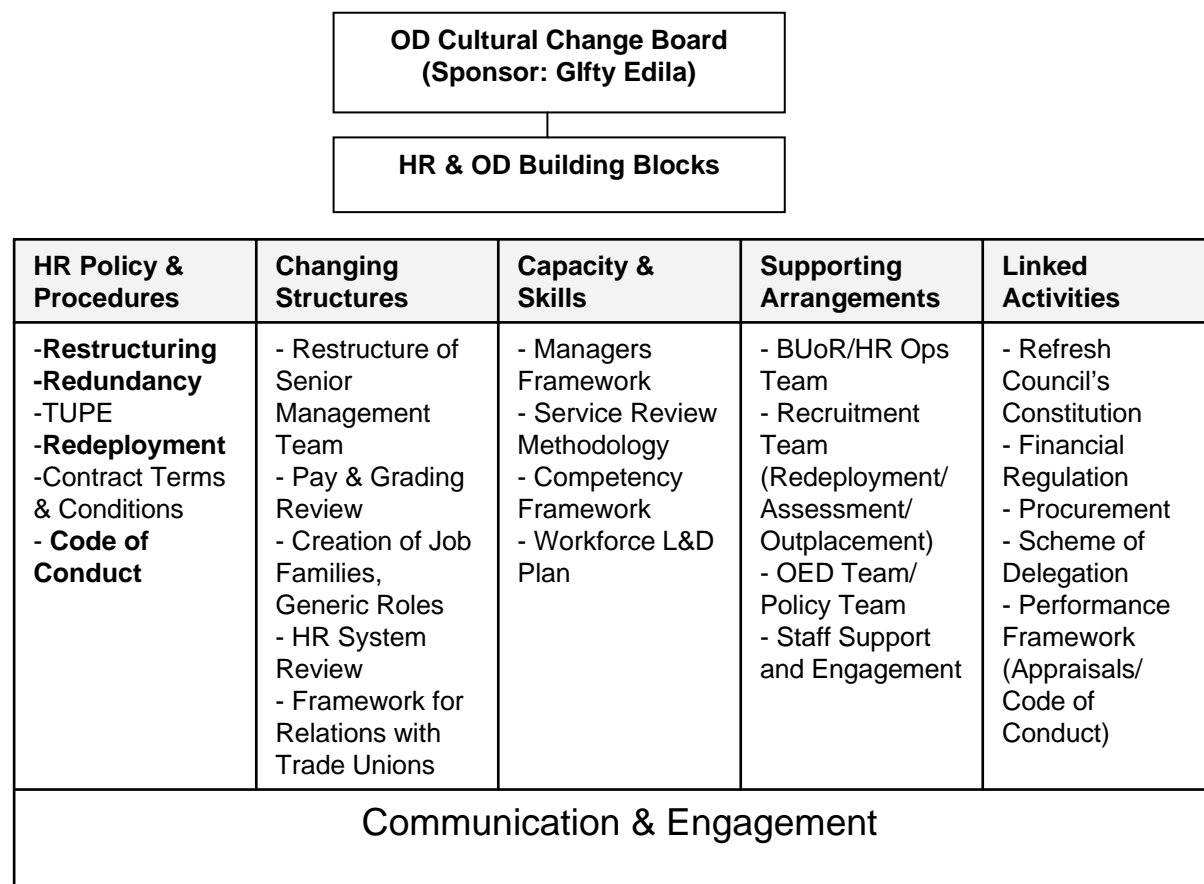 OD Cultural Change Board
(Sponsor: GIfty Edila)
HR & OD Building Blocks
HR Policy &
Procedures
Changing
Structures
Capacity &
Skills
Supporting
Arrangements
Linked
Activities
-Restructuring
-Redundancy
-TUPE
-Redeployment
-Contract Terms
& Conditions
- Code of
Conduct
- Restructure of
Senior
Management
Team
- Pay & Grading
Review
- Creation of Job
Families,
Generic Roles
- HR System
Review
- Framework for
Relations with
Trade Unions
- Managers
Framework
- Service Review
Methodology
- Competency
Framework
- Workforce L&D
Plan
- BUoR/HR Ops
Team
- Recruitment
Team
(Redeployment/
Assessment/
Outplacement)
- OED Team/
Policy Team
- Staff Support
and Engagement
- Refresh
Council’s
Constitution
- Financial
Regulation
- Procurement
- Scheme of
Delegation
- Performance
Framework
(Appraisals/
Code of
Conduct)
Communication & Engagement